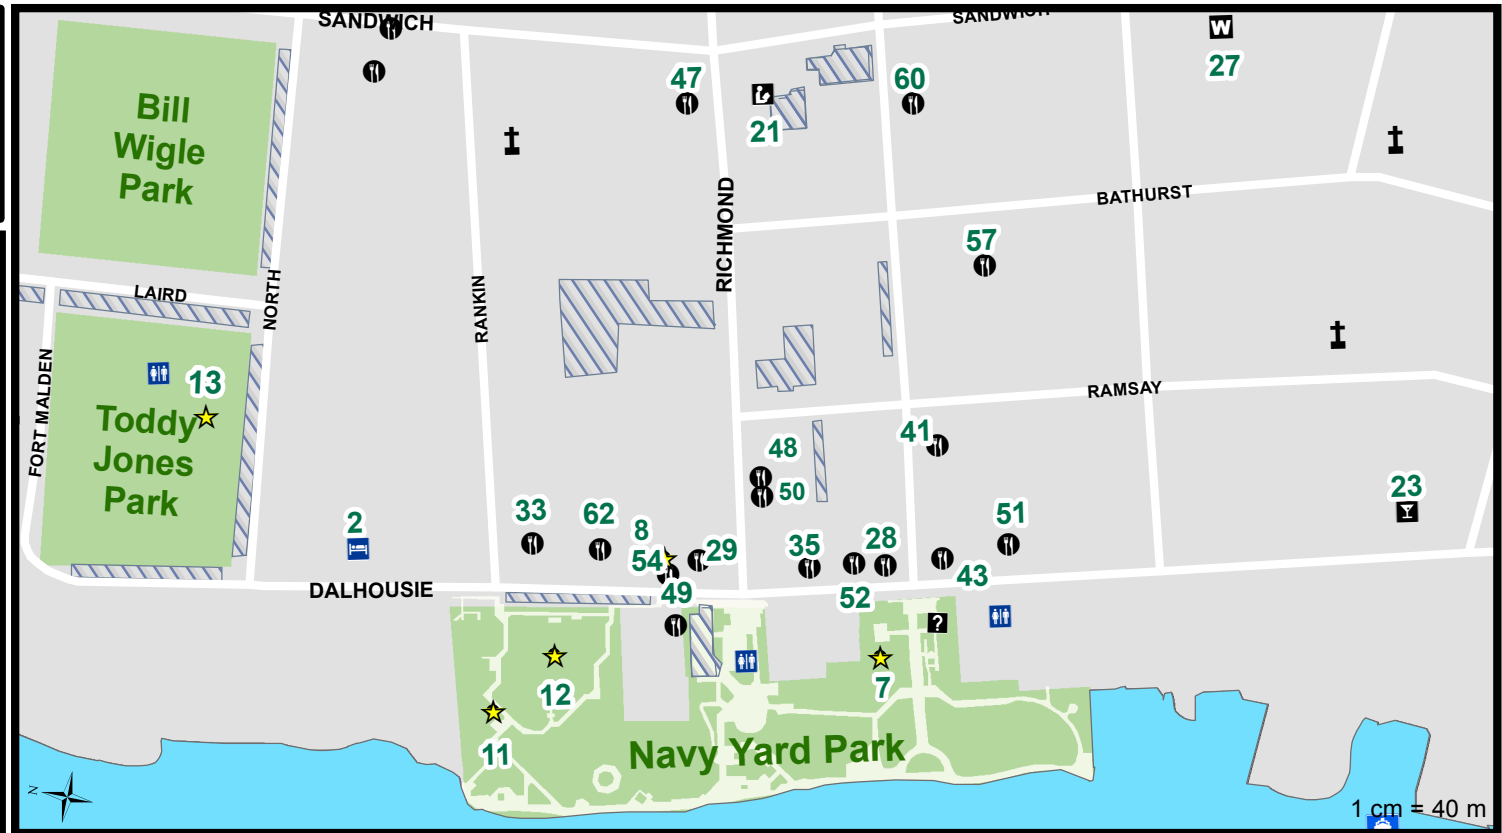 SANDWICH
SANDWICH
W
27
47
60
21
Bill
Wigle
Park
BATHURST
RICHMOND
57
LAIRD
NORTH
RANKIN
FORT MALDEN
13
Toddy
Jones
Park
RAMSAY
41
48
50
23
2
33
62
8
54
29
35
28
51
49
52
43
DALHOUSIE
?
12
7
11
Navy Yard Park
N
1 cm = 40 m